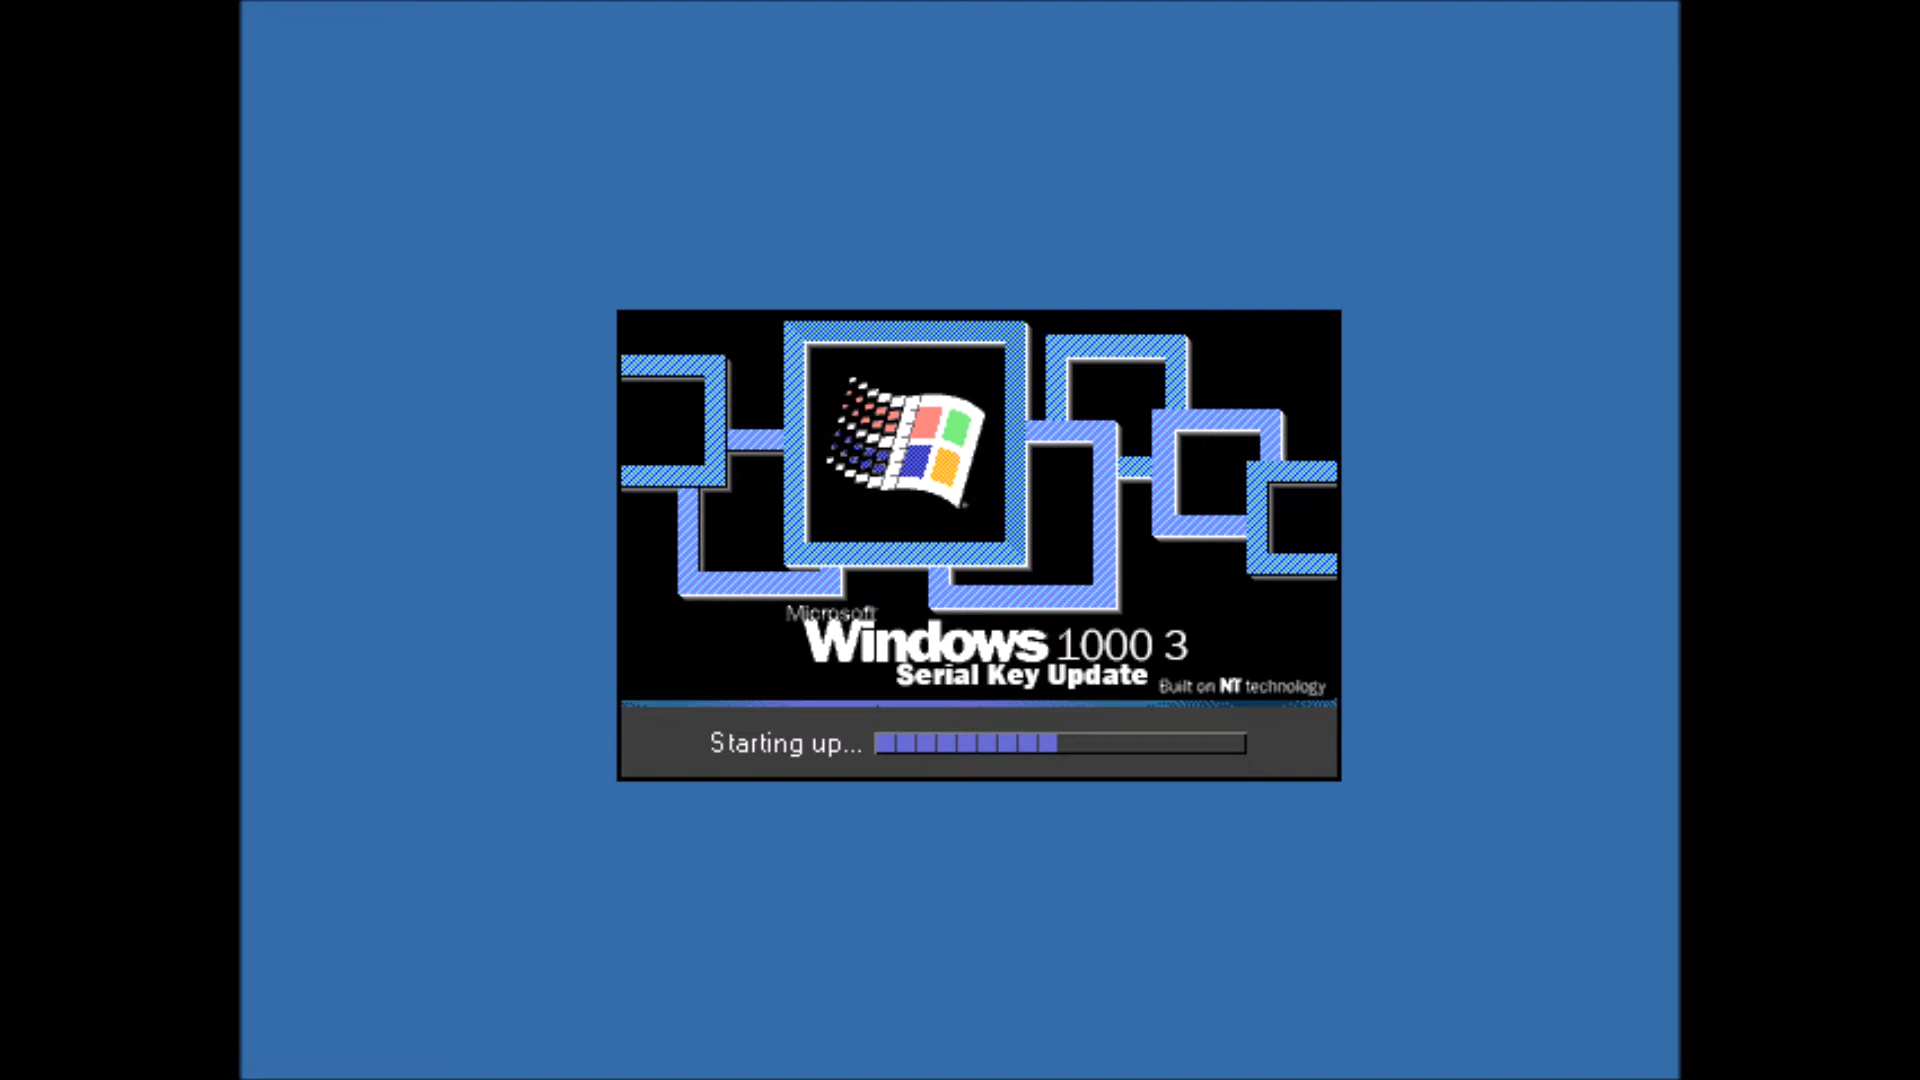 Microsoft
Windows 1000 3
Serial Key Update
Built on NT technology
Starting up...